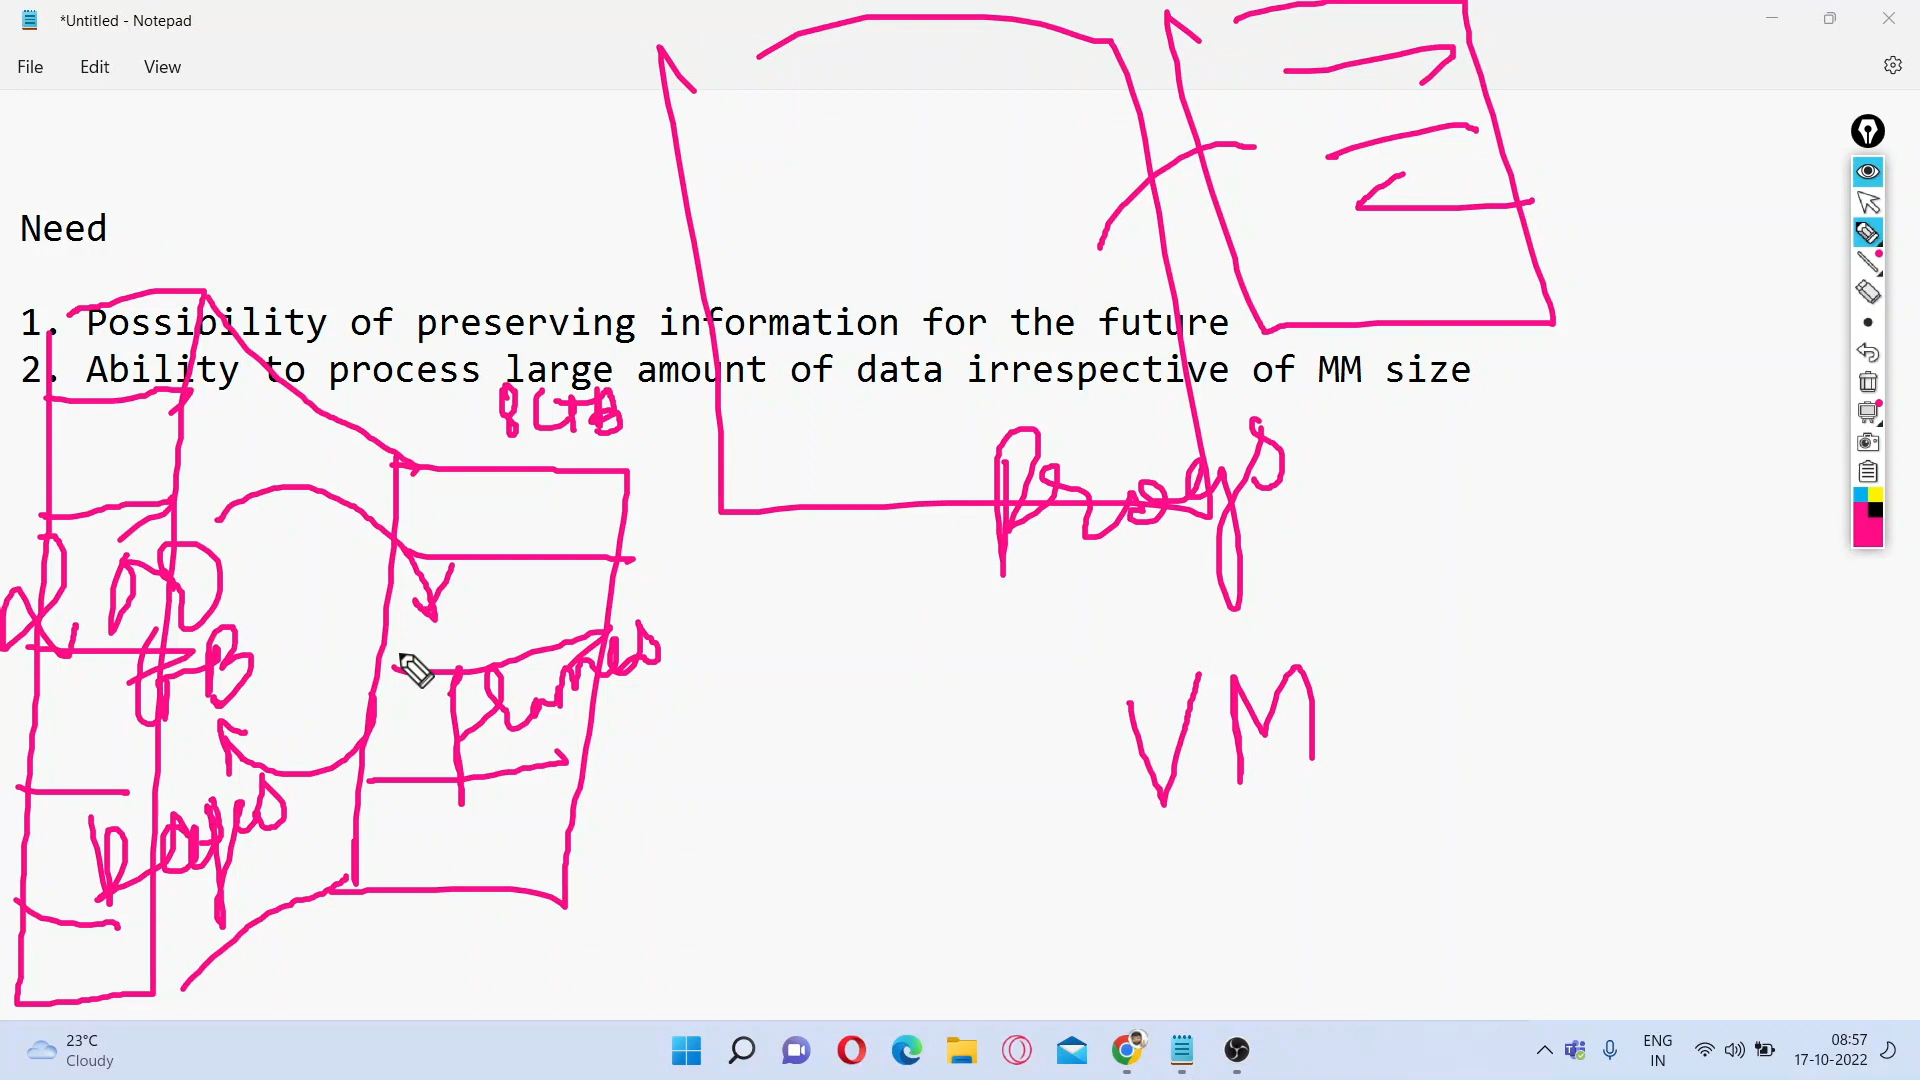 *Untitled - Notepad
File Edit View
Need
1. Possibility of preserving information for the future
2. Ability to process large amount of data irrespective of MM size
VM
Pages
23°C
Cloudy
ENG
IN
08:57
17-10-2022